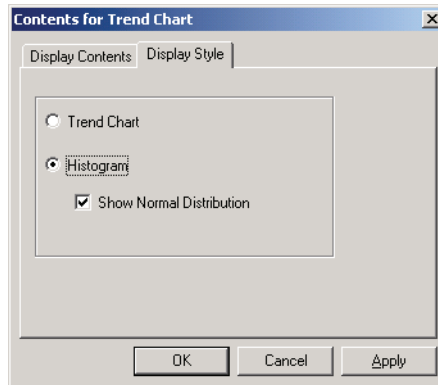 Contents for Trend Chart
Display Contents Display Style
Trend Chart
Histogram
Show Normal Distribution
OK Cancel Apply